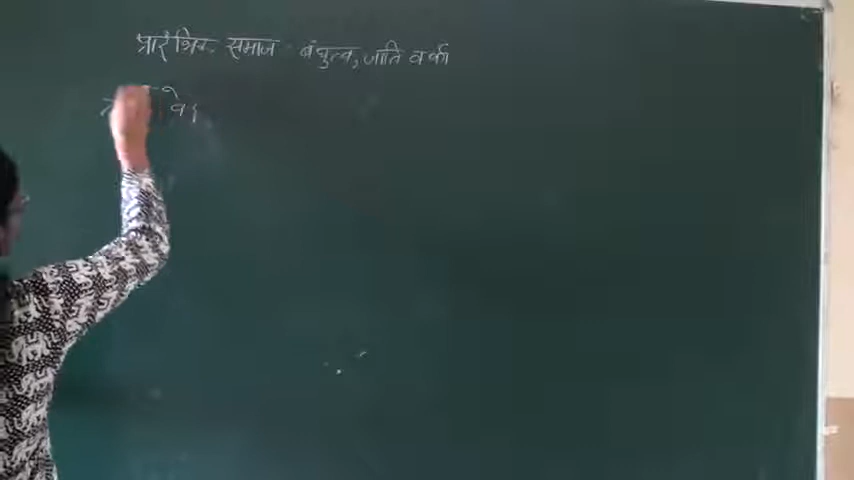 प्रारंभिक समाज - बंधुत्व, जाति वर्का